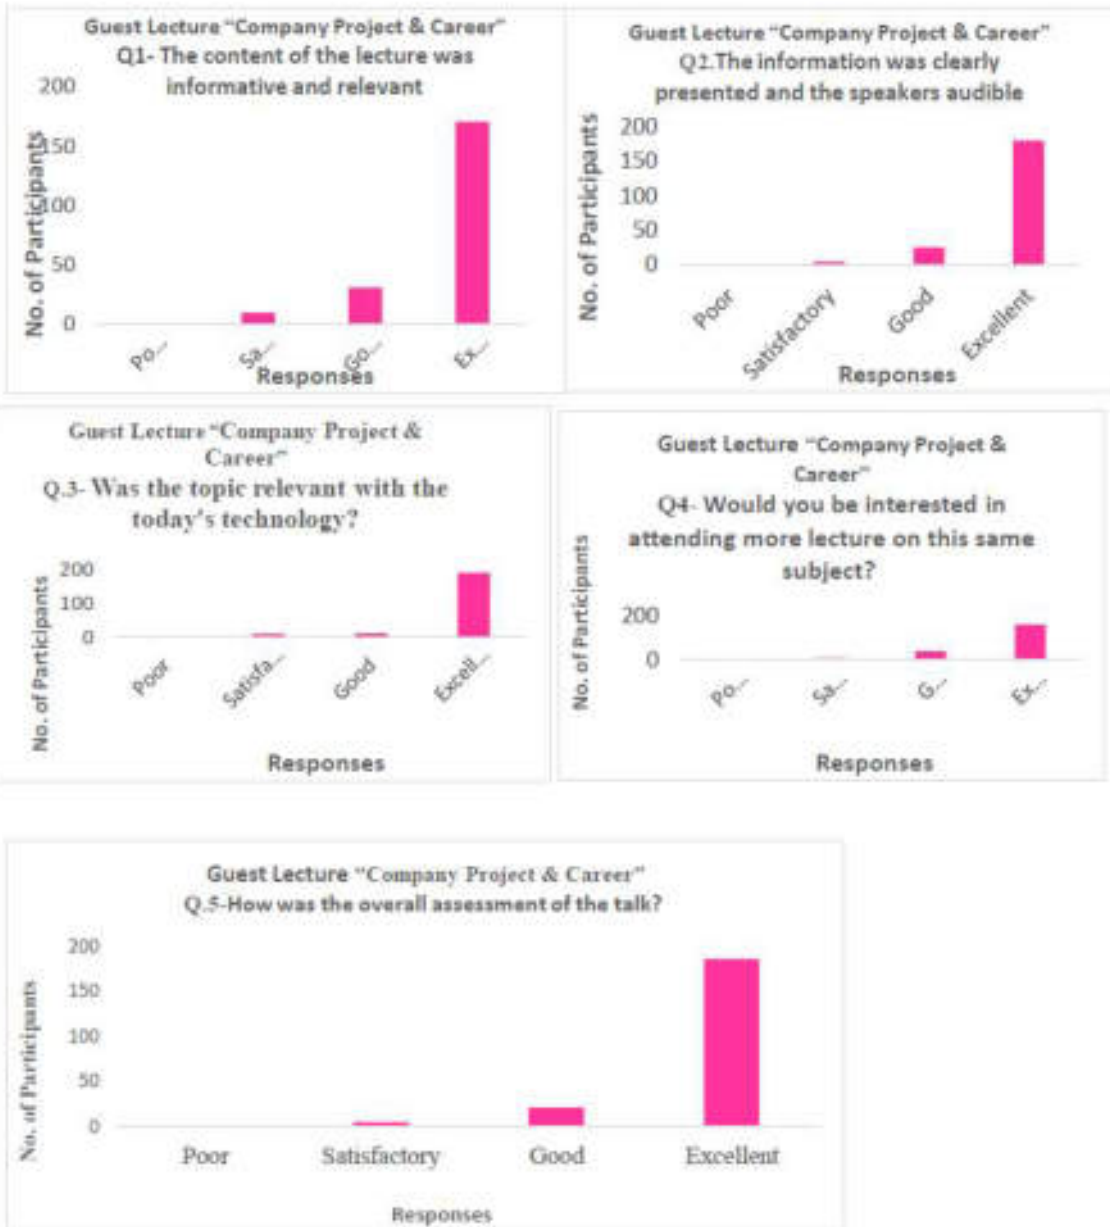 Guest Lecture "Company Project & Career"
Q1- The content of the lecture was
informative and relevant
No. of Participants
200
150
100
50
0
Po...
Sa...
Go...
Ex...
Responses
Guest Lecture "Company Project & Career"
Q2.The information was clearly
presented and the speakers audible
No. of Participants
200
150
100
50
0
Poor
Satisfactory
Good
Excellent
Responses
Guest Lecture "Company Project &
Career"
Q.3- Was the topic relevant with the
today's technology?
No. of Participants
200
100
0
Poor
Satisfa...
Good
Excell...
Responses
Guest Lecture "Company Project &
Career"
Q4- Would you be interested in
attending more lecture on this same
subject?
No. of Participants
200
0
Po...
Sa...
G...
Ex...
Responses
Guest Lecture "Company Project & Career"
Q.5-How was the overall assessment of the talk?
No. of Participants
200
150
100
50
0
Poor
Satisfactory
Good
Excellent
Responses